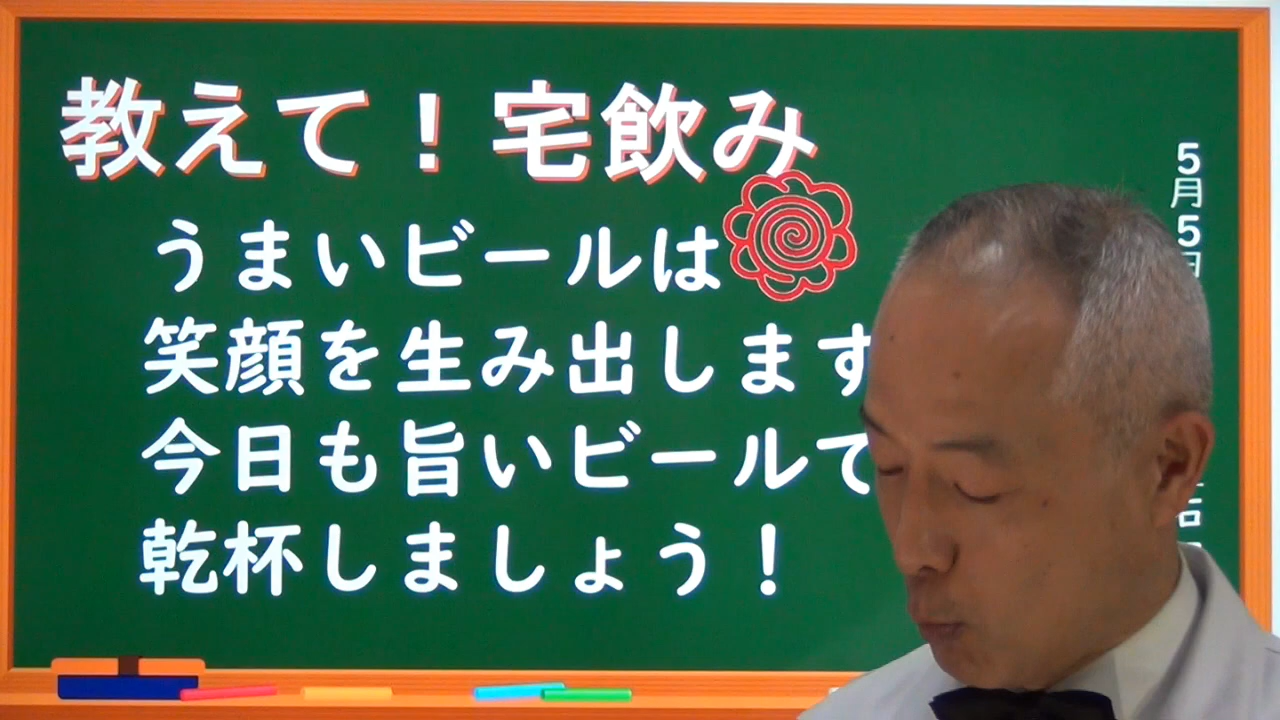 教えて！宅飲み
うまいビールは
笑顔を生み出します
今日も旨いビールで
乾杯しましょう！
5月5日